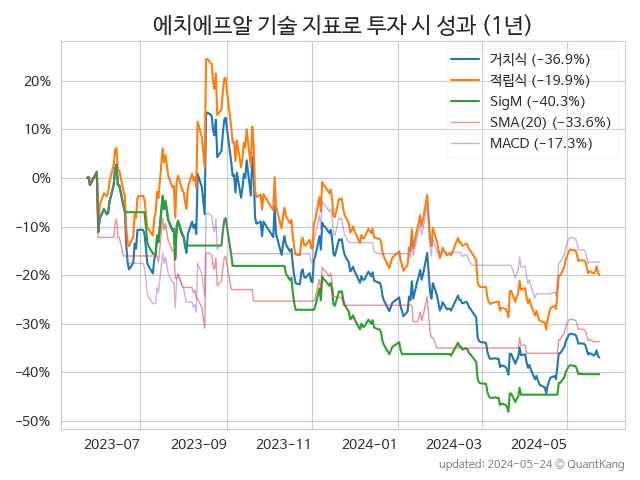 에치에프알 기술 지표로 투자 시 성과 (1년)
거치식 (−36.9%)
적립식 (−19.9%)
SigM (−40.3%)
SMA(20) (−33.6%)
MACD (−17.3%)
20%
10%
0%
−10%
−20%
−30%
−40%
−50%
2023-07 2023-09 2023-11 2024-01 2024-03 2024-05
updated: 2024-05-24 © QuantKang